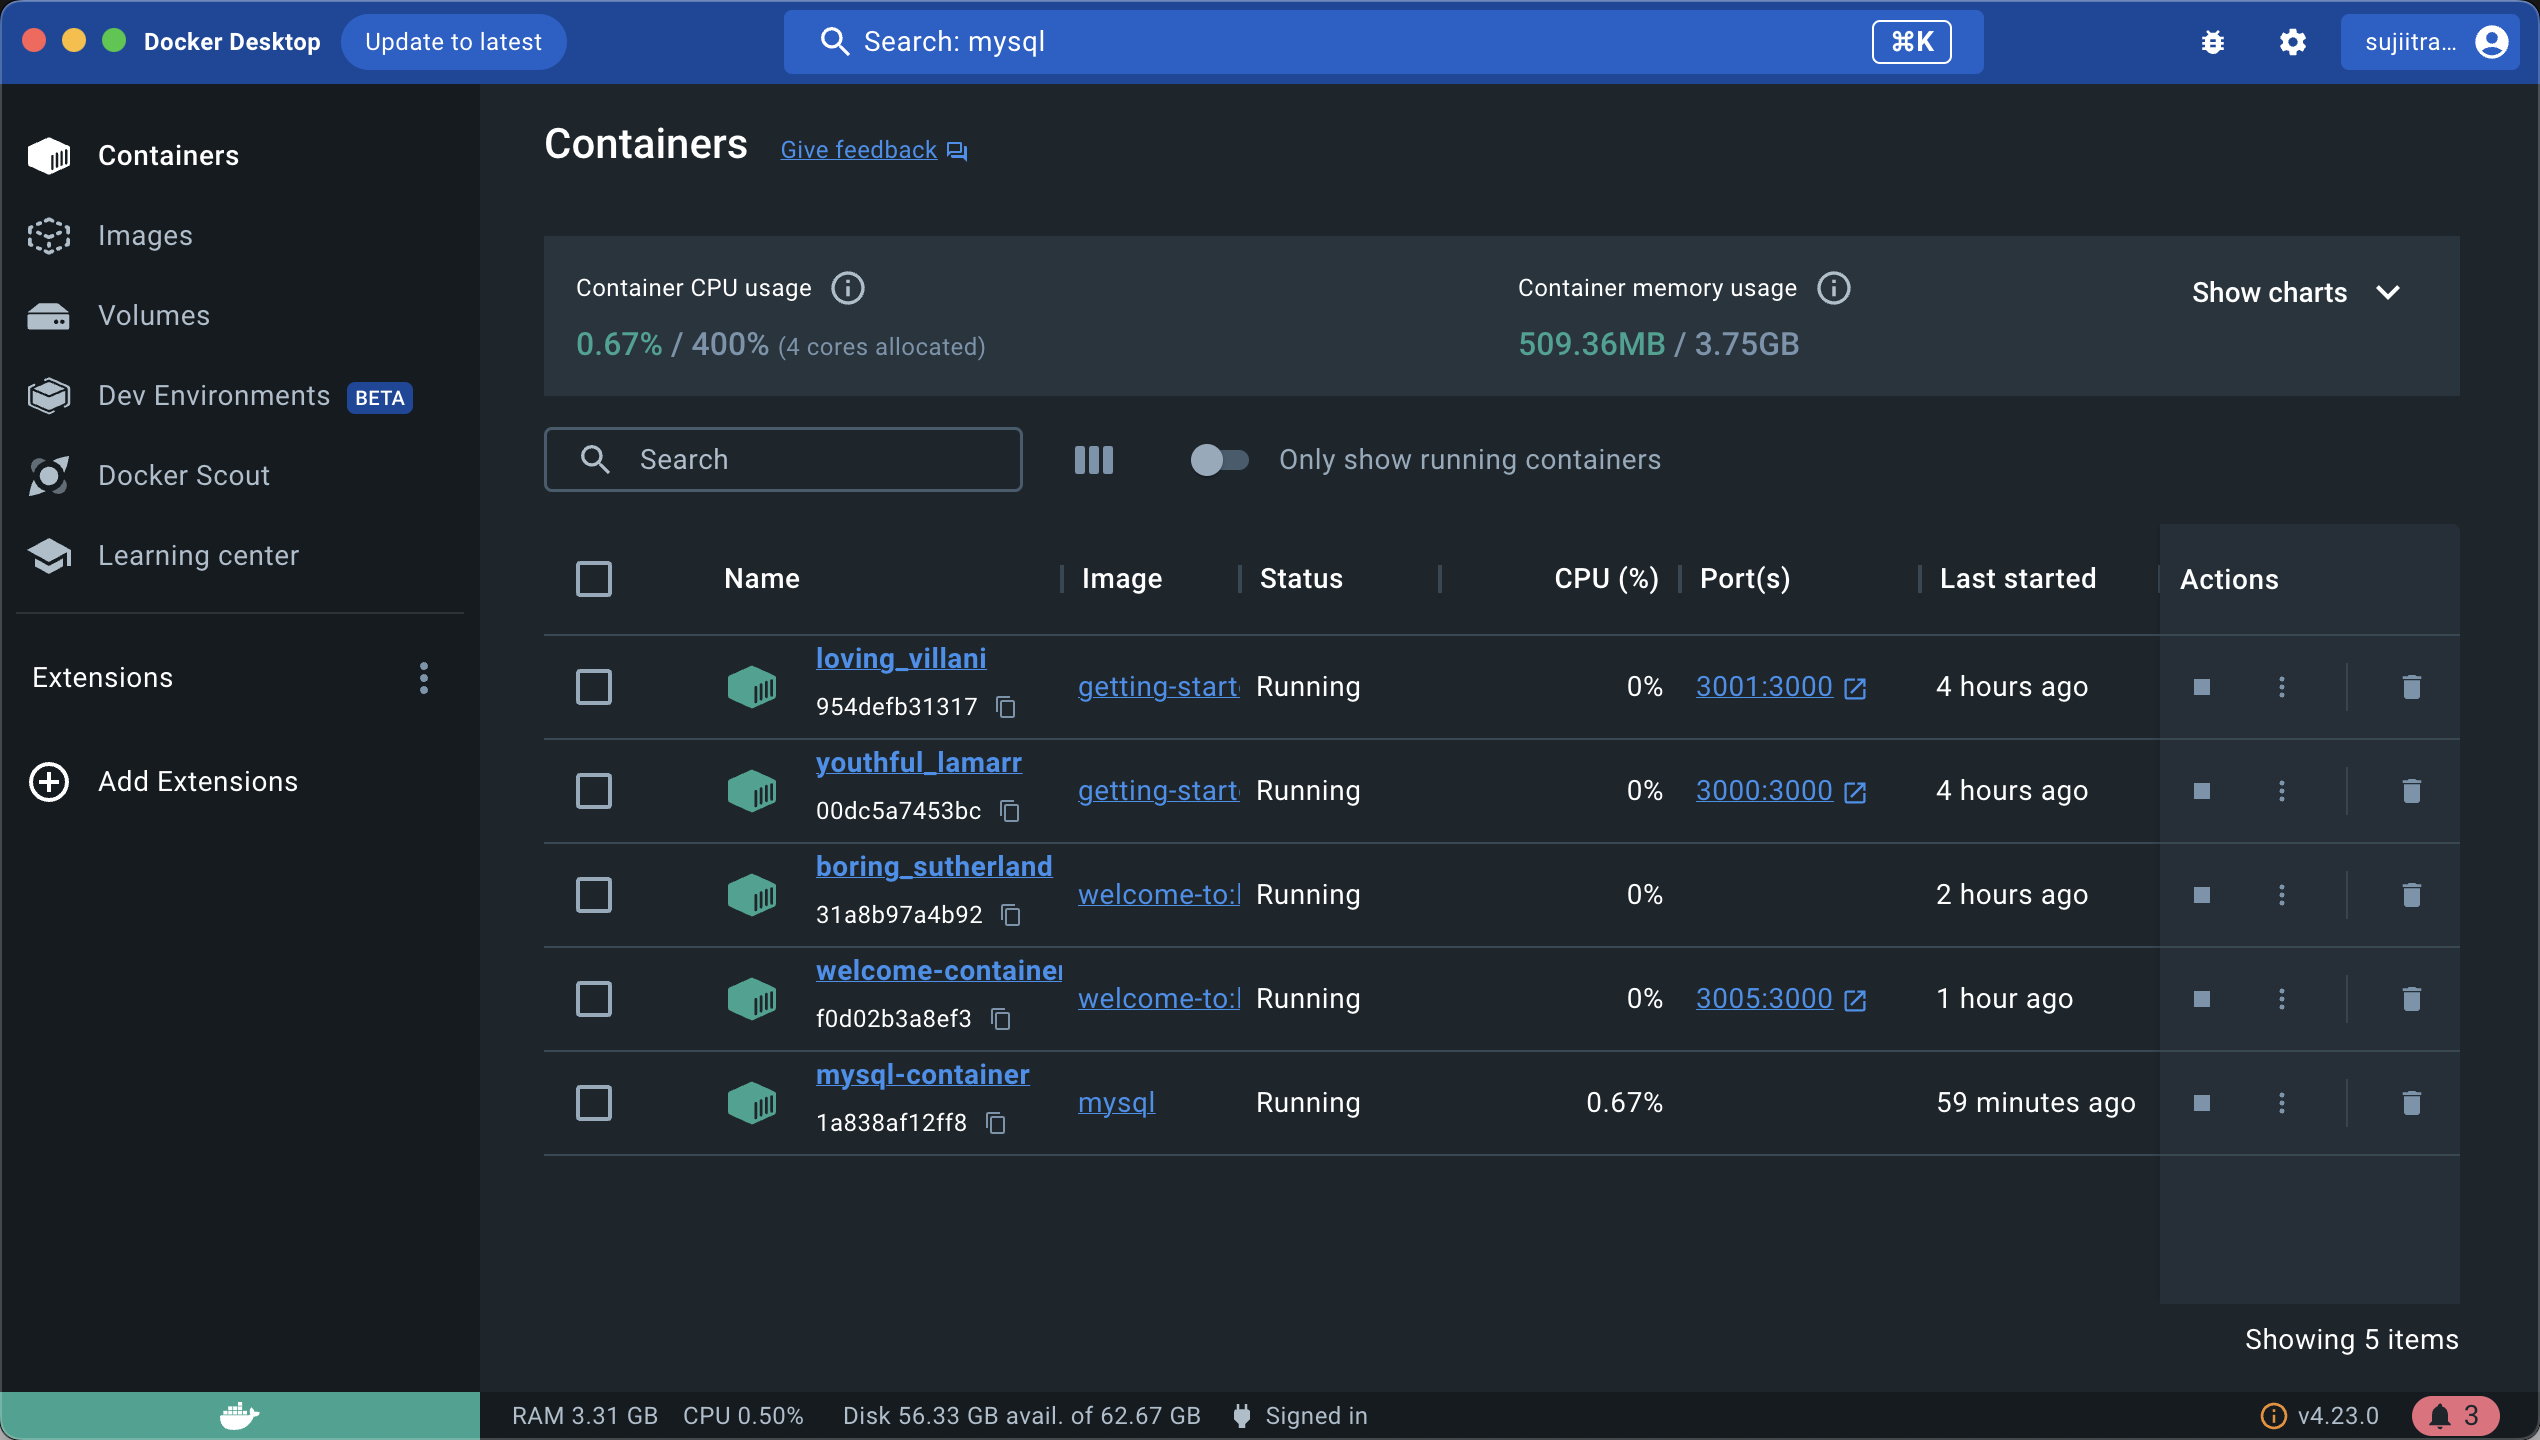 Docker Desktop
Update to latest
Search: mysql
⌘K
sujiitra...
Containers
Images
Volumes
Dev Environments BETA
Docker Scout
Learning center
Extensions
Add Extensions
Containers
Give feedback
Container CPU usage
0.67% / 400% (4 cores allocated)
Container memory usage
509.36MB / 3.75GB
Show charts
Search
Only show running containers
Name Image Status CPU (%) Port(s) Last started Actions
loving_villani
954defb31317
getting-start Running 0% 3001:3000 4 hours ago
youthful_lamarr
00dc5a7453bc
getting-start Running 0% 3000:3000 4 hours ago
boring_sutherland
31a8b97a4b92
welcome-to: Running 0% 2 hours ago
welcome-container
f0d02b3a8ef3
welcome-to: Running 0% 3005:3000 1 hour ago
mysql-container
1a838af12ff8
mysql Running 0.67% 59 minutes ago
Showing 5 items
RAM 3.31 GB CPU 0.50% Disk 56.33 GB avail. of 62.67 GB Signed in
v4.23.0
3